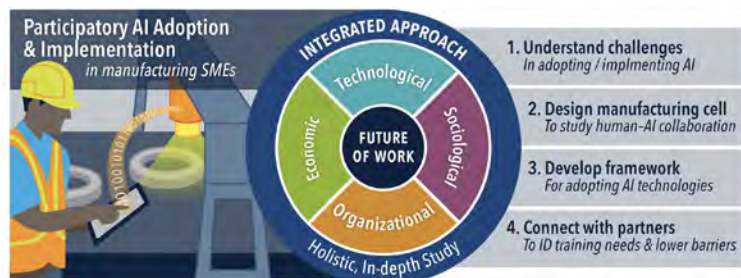 Participatory AI Adoption
& Implementation
in manufacturing SMEs
0100101010011
INTEGRATED APPROACH
Technological
Economic
Sociological
Organizational
FUTURE
OF WORK
Holistic, In-depth Study
1. Understand challenges
In adopting / implmenting AI
2. Design manufacturing cell
To study human–AI collaboration
3. Develop framework
For adopting AI technologies
4. Connect with partners
To ID training needs & lower barriers